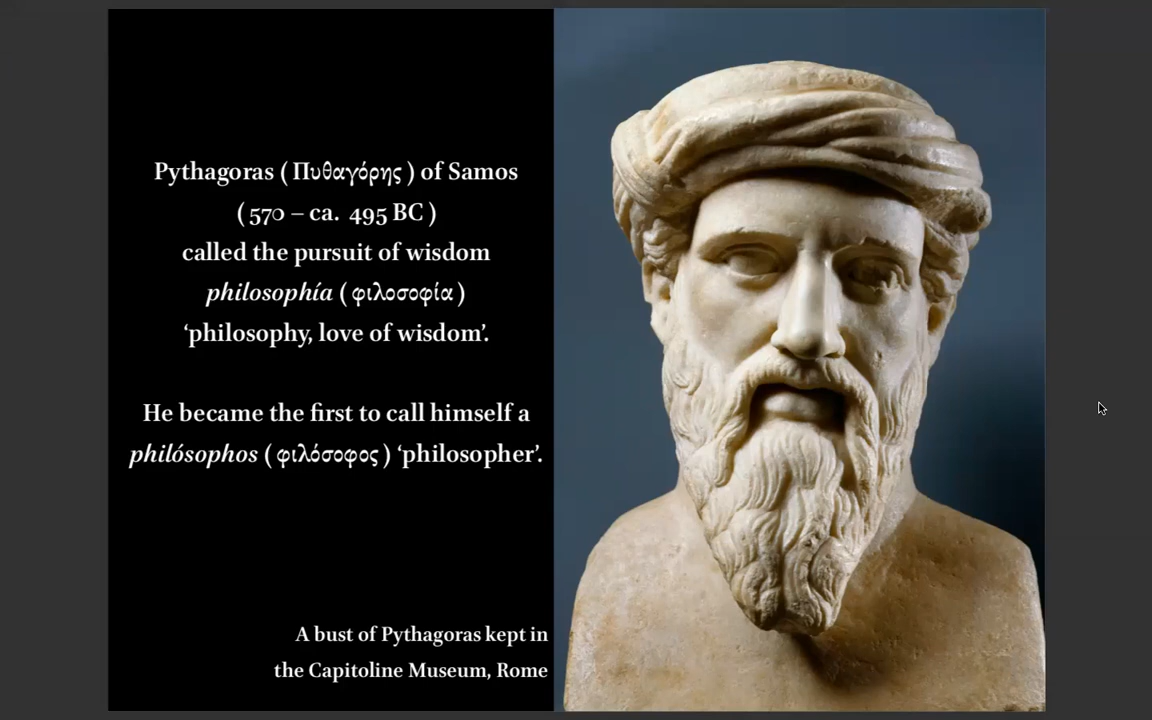 Pythagoras ( Πυθαγόρης ) of Samos
( 570 – ca. 495 BC )
called the pursuit of wisdom
philosophía ( φιλοσοφία )
‘philosophy, love of wisdom’.
He became the first to call himself a
philósophos ( φιλόσοφος ) ‘philosopher’.
A bust of Pythagoras kept in
the Capitoline Museum, Rome